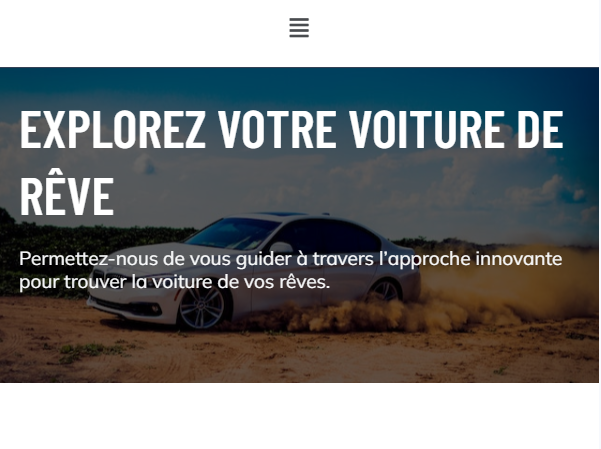 EXPLOREZ VOTRE VOITURE DE
RÊVE
Permettez-nous de vous guider à travers l’approche innovante
pour trouver la voiture de vos rêves.